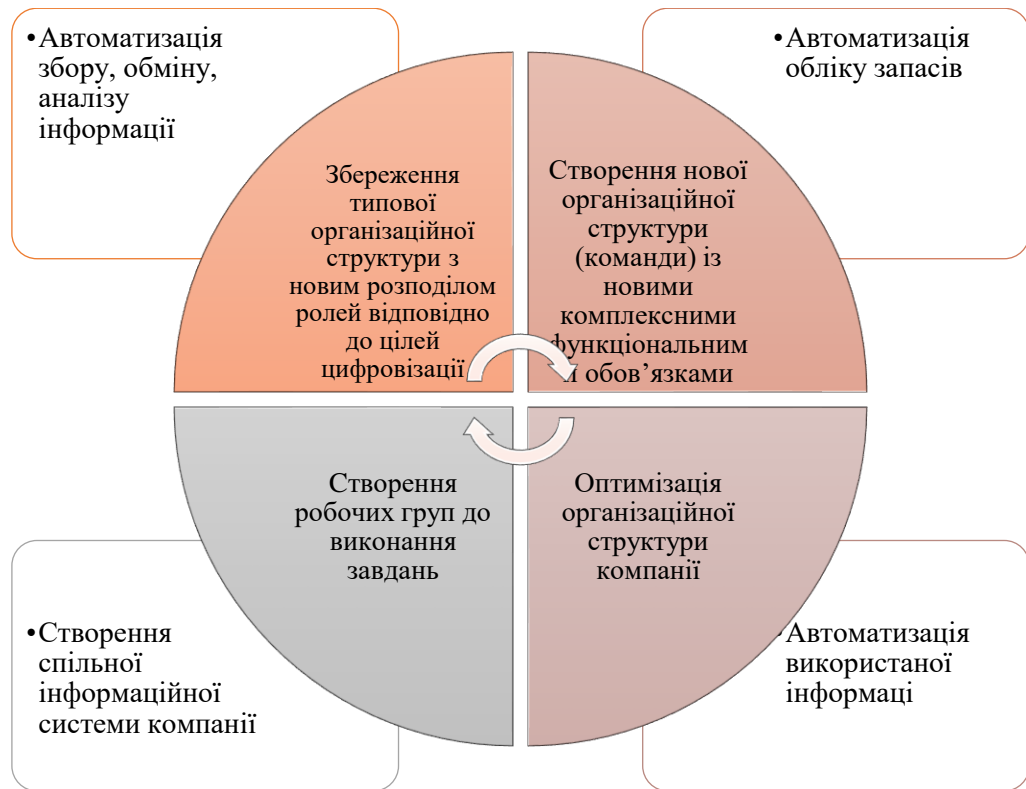 •Автоматизація
збору, обміну,
аналізу
інформації
•Автоматизація
обліку запасів
Збереження
типової
організаційної
структури з
новим розподілом
ролей відповідно
до цілей
цифровізації
Створення нової
організаційної
структури
(команди) із
новими
комплексними
функціональним
и обов’язками
Створення
робочих груп до
виконання
завдань
Оптимізація
організаційної
структури
компанії
•Створення
спільної
інформаційної
системи компанії
•Автоматизація
використаної
інформаці